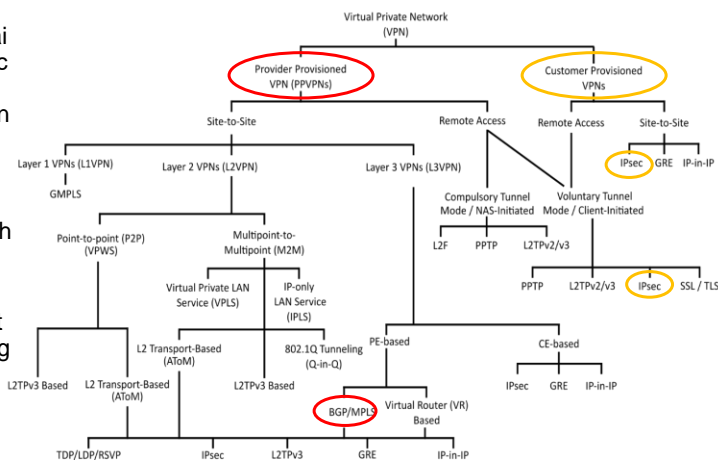 Virtual Private Network
(VPN)
Provider Provisioned
VPN (PPVPNs)
Customer Provisioned
VPNs
Site-to-Site
Remote Access
Remote Access
Site-to-Site
IPsec
GRE
IP-in-IP
Layer 1 VPNs (L1VPN)
Layer 2 VPNs (L2VPN)
Layer 3 VPNs (L3VPN)
GMPLS
Compulsory Tunnel
Mode / NAS-Initiated
Voluntary Tunnel
Mode / Client-Initiated
L2F
PPTP
L2TPv2/v3
Point-to-point (P2P)
(VPWS)
Multipoint-to-
Multipoint (M2M)
PPTP
L2TPv2/v3
IPsec
SSL / TLS
Virtual Private LAN
Service (VPLS)
IP-only
LAN Service
(IPLS)
L2 Transport-Based
(AToM)
802.1Q Tunneling
(Q-in-Q)
PE-based
CE-based
L2TPv3 Based
L2 Transport-Based
(AToM)
L2TPv3 Based
IPsec
GRE
IP-in-IP
BGP/MPLS
Virtual Router (VR)
Based
TDP/LDP/RSVP
IPsec
L2TPv3
GRE
IP-in-IP